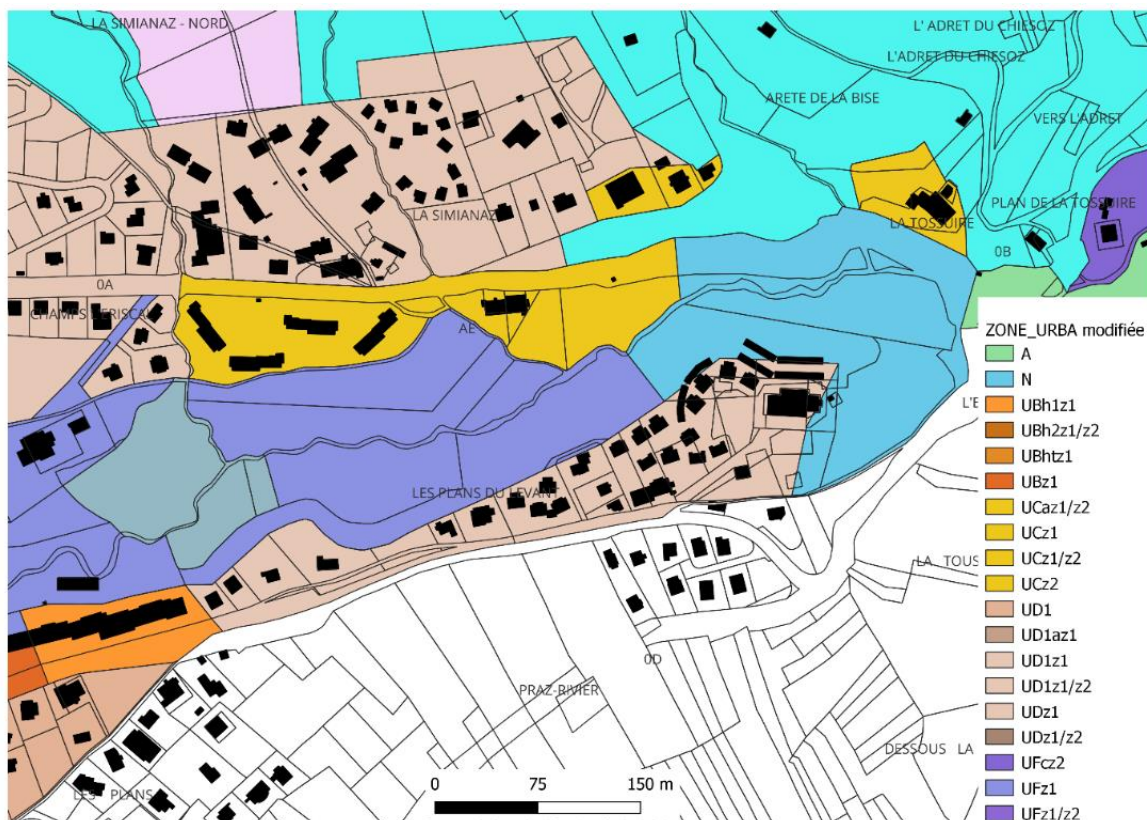 LA SIMIANAZ - NORD
L' ADRET DU CHIESOZ
L'ADRET DU CHIESOZ
ARETE DE LA BISE
VERS L'ADRET
LA SIMIANAZ
PLAN DE LA TOSSUIRE
LA TOSSUIRE
0B
0A
AE
LES PLANS DU LEVANT
LA TOUS
0D
PRAZ-RIVIER
DESSOUS LA
LES PLANS
0 75 150 m
ZONE_URBA modifiée
A
N
UBh1z1
UBh2z1/z2
UBhtz1
UBz1
UCaz1/z2
UCz1
UCz1/z2
UCz2
UD1
UD1az1
UD1z1
UD1z1/z2
UDz1
UDz1/z2
UFcz2
UFz1
UFz1/z2